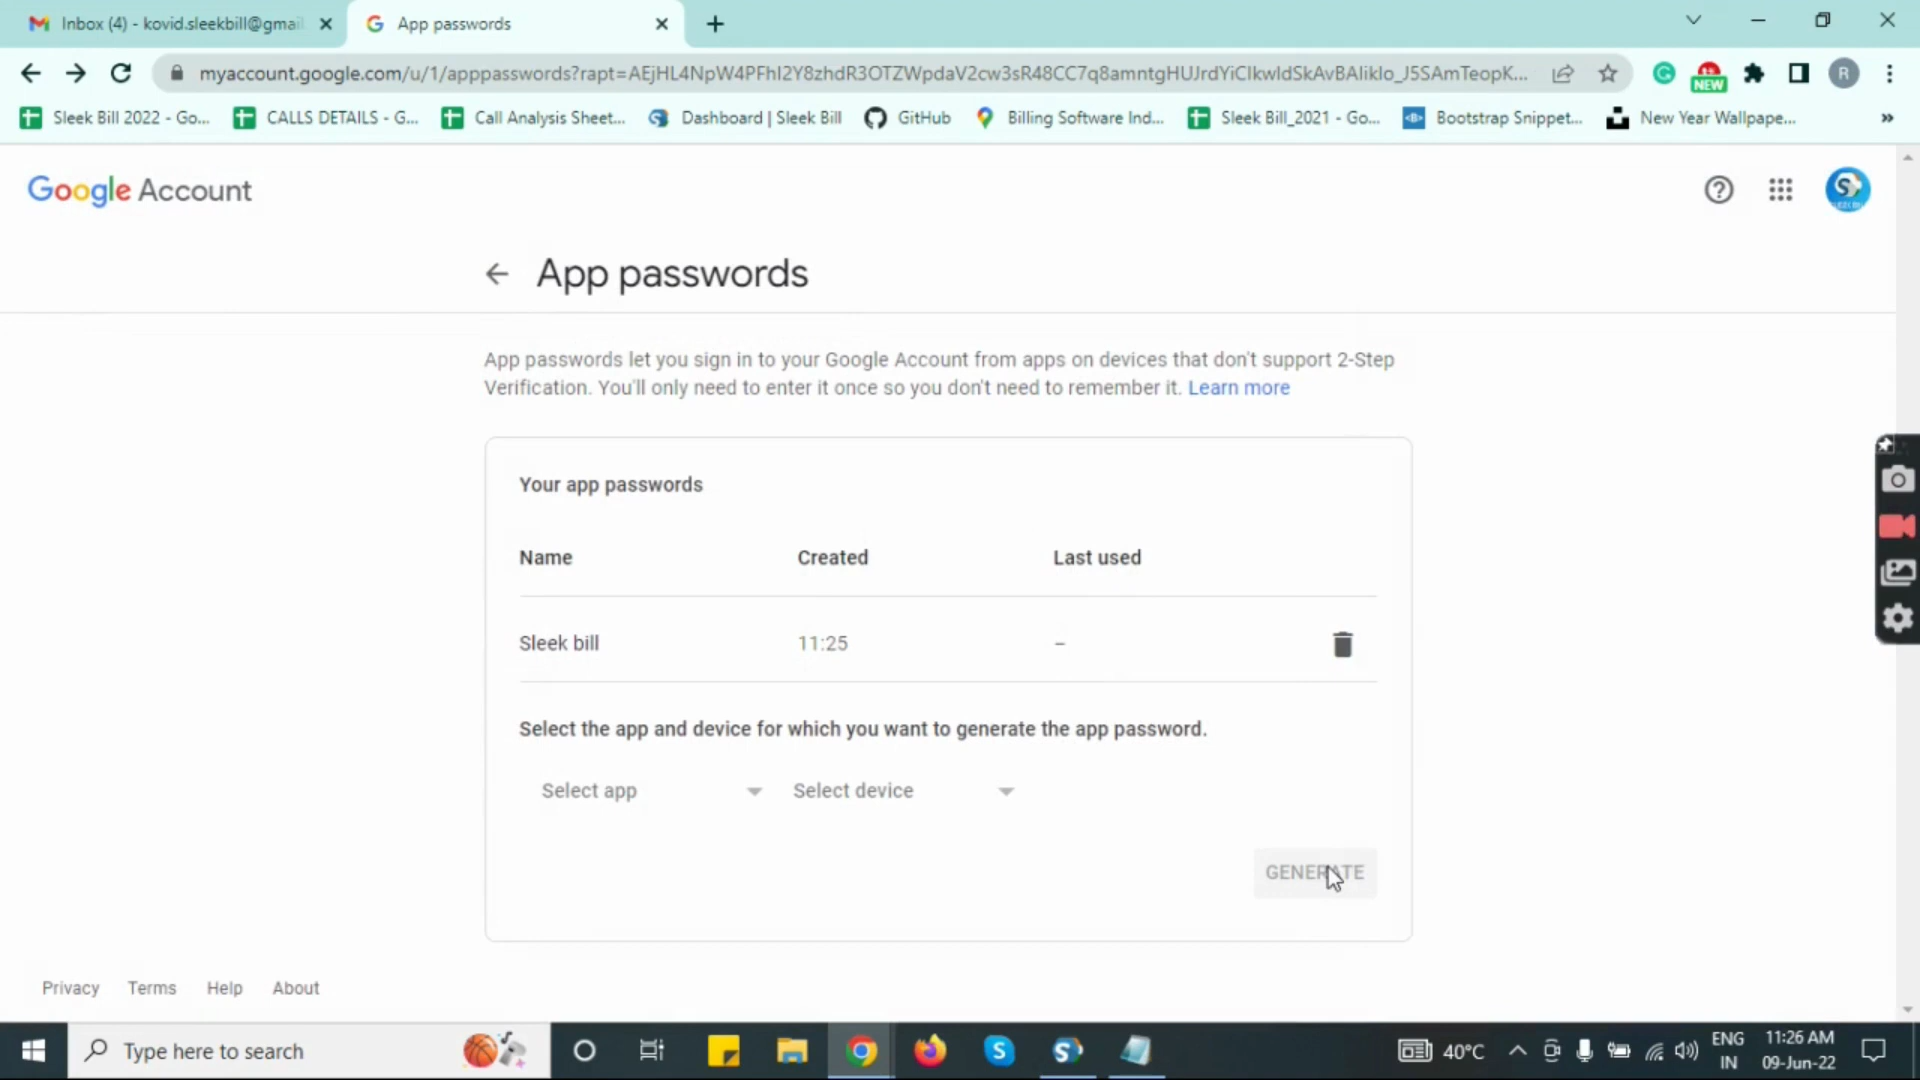 Inbox (4) - kovid.sleekbill@gmai
App passwords
myaccount.google.com/u/1/apppasswords?rapt=AEjHL4NpW4PFhI2Y8zhdR3OTZWpdaV2cw3sR48CC7q8amntgHUJrdYiClkwldSkAvBAliklo_J5SAmTeopK...
NEW
R
Sleek Bill 2022 - Go...
CALLS DETAILS - G...
Call Analysis Sheet...
Dashboard | Sleek Bill
GitHub
Billing Software Ind...
Sleek Bill_2021 - Go...
Bootstrap Snippet...
New Year Wallpape...
»
Google Account
App passwords
App passwords let you sign in to your Google Account from apps on devices that don't support 2-Step
Verification. You'll only need to enter it once so you don't need to remember it. Learn more
Your app passwords
Name Created Last used
Sleek bill 11:25 –
Select the app and device for which you want to generate the app password.
Select app Select device
GENERATE
Privacy Terms Help About
Type here to search
40°C
ENG
IN
11:26 AM
09-Jun-22